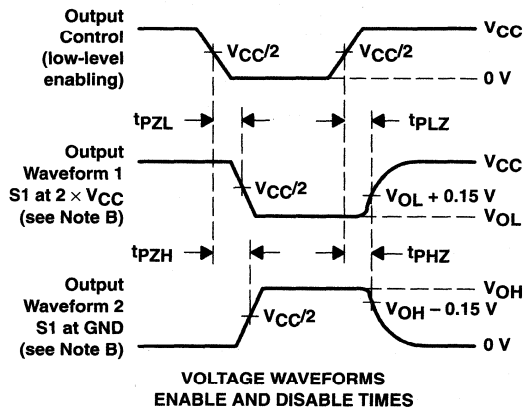 Output
Control
(low-level
enabling)
VCC/2
VCC/2
VCC
0 V
tPZL
tPLZ
Output
Waveform 1
S1 at 2 × VCC
(see Note B)
VCC/2
VCC
VOL + 0.15 V
VOL
tPZH
tPHZ
Output
Waveform 2
S1 at GND
(see Note B)
VCC/2
VOH
VOH − 0.15 V
0 V
VOLTAGE WAVEFORMS
ENABLE AND DISABLE TIMES